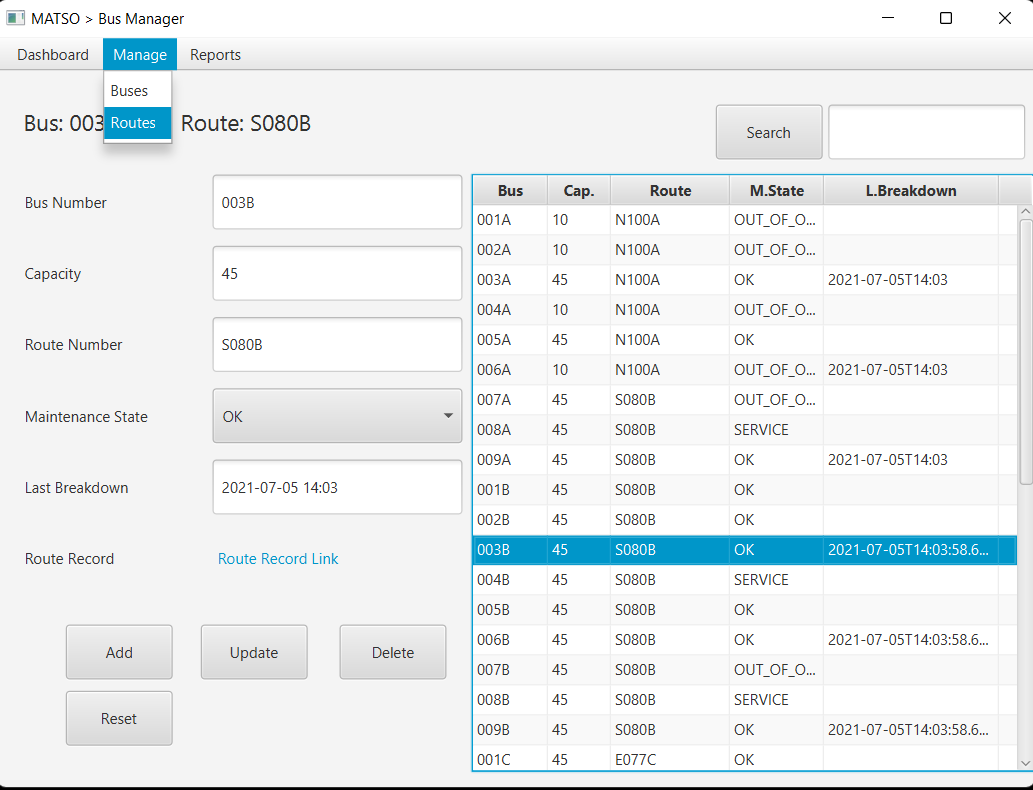 MATSO > Bus Manager
Dashboard Manage Reports
Buses
Routes
Bus: 003 Route: S080B
Search
Bus Number 003B
Capacity 45
Route Number S080B
Maintenance State OK
Last Breakdown 2021-07-05 14:03
Route Record Route Record Link
Add Update Delete
Reset
Bus Cap. Route M.State L.Breakdown
001A 10 N100A OUT_OF_O...
002A 10 N100A OUT_OF_O...
003A 45 N100A OK 2021-07-05T14:03
004A 10 N100A OUT_OF_O...
005A 45 N100A OK
006A 10 N100A OUT_OF_O... 2021-07-05T14:03
007A 45 S080B OUT_OF_O...
008A 45 S080B SERVICE
009A 45 S080B OK 2021-07-05T14:03
001B 45 S080B OK
002B 45 S080B OK
003B 45 S080B OK 2021-07-05T14:03:58.6...
004B 45 S080B SERVICE
005B 45 S080B OK
006B 45 S080B OK 2021-07-05T14:03:58.6...
007B 45 S080B OUT_OF_O...
008B 45 S080B SERVICE
009B 45 S080B OK 2021-07-05T14:03:58.6...
001C 45 E077C OK